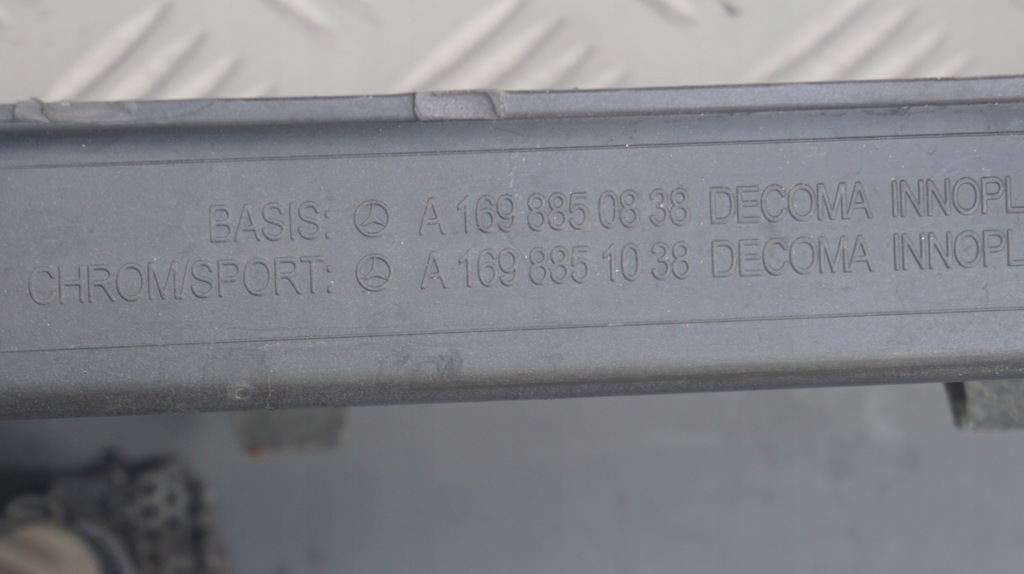 BASIS: A 169 885 08 38 DECOMA INNOPL
CHROM/SPORT: A 169 885 10 38 DECOMA INNOPL